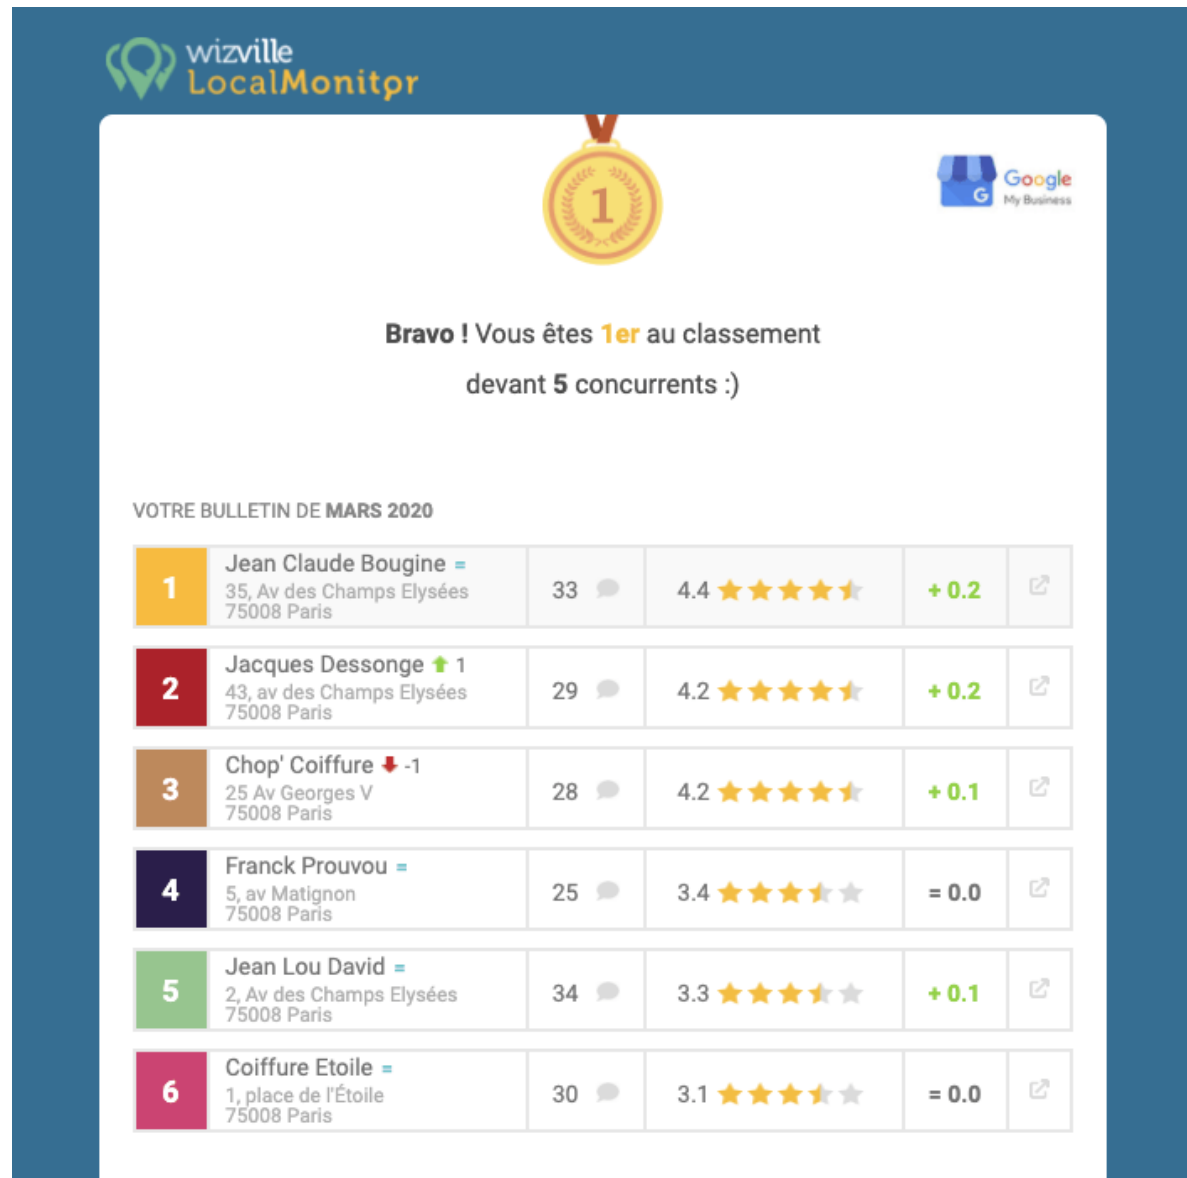 wizville
LocalMonitor
1
Google
My Business
G
Bravo ! Vous êtes 1er au classement
devant 5 concurrents :)
VOTRE BULLETIN DE MARS 2020
1
Jean Claude Bougine =
35, Av des Champs Elysées
75008 Paris
33
4.4
+ 0.2
2
Jacques Dessonge 1
43, av des Champs Elysées
75008 Paris
29
4.2
+ 0.2
3
Chop' Coiffure -1
25 Av Georges V
75008 Paris
28
4.2
+ 0.1
4
Franck Prouvou =
5, av Matignon
75008 Paris
25
3.4
= 0.0
5
Jean Lou David =
2, Av des Champs Elysées
75008 Paris
34
3.3
+ 0.1
6
Coiffure Etoile =
1, place de l'Étoile
75008 Paris
30
3.1
= 0.0